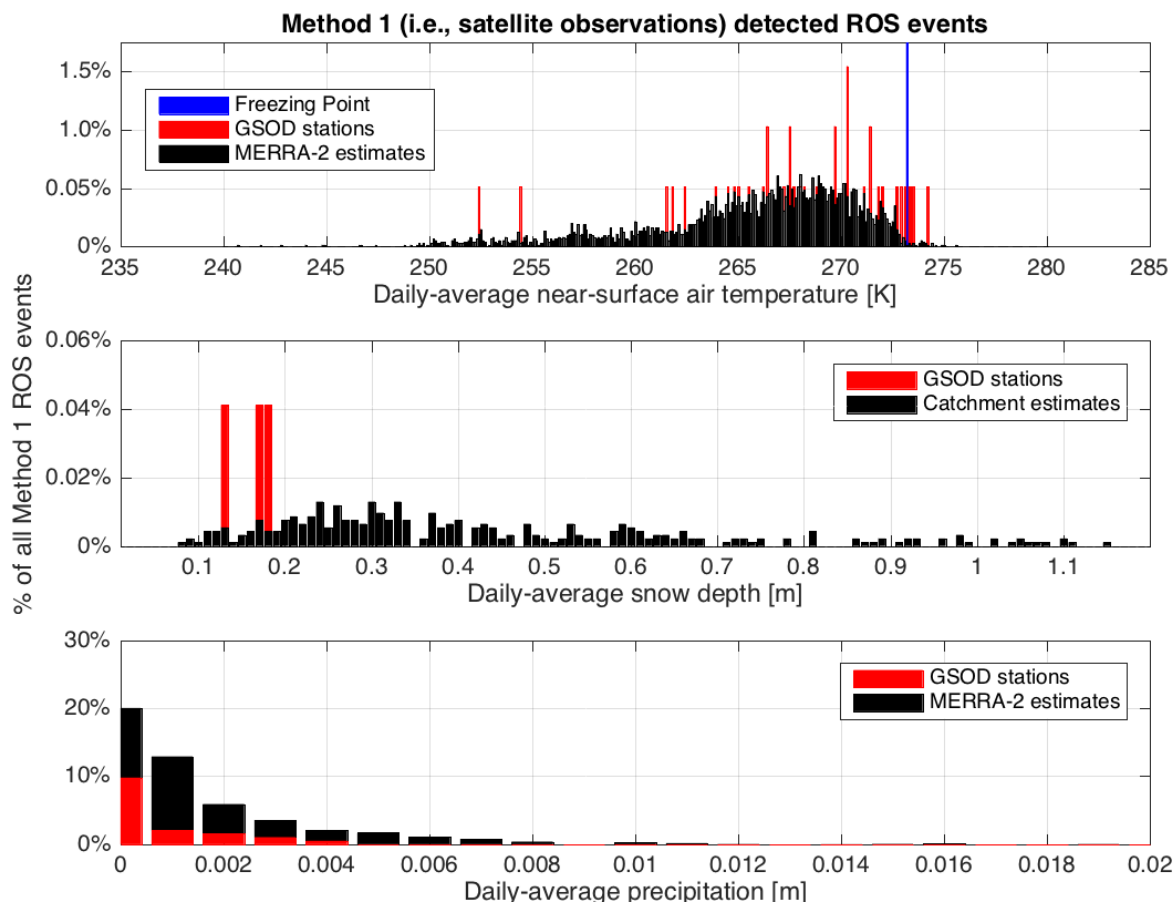 Method 1 (i.e., satellite observations) detected ROS events
1.5%
1.0%
0.05%
0%
Freezing Point
GSOD stations
MERRA-2 estimates
235 240 245 250 255 260 265 270 275 280 285
Daily-average near-surface air temperature [K]
% of all Method 1 ROS events
0.06%
0.04%
0.02%
0%
GSOD stations
Catchment estimates
0.1 0.2 0.3 0.4 0.5 0.6 0.7 0.8 0.9 1 1.1
Daily-average snow depth [m]
30%
20%
10%
0%
GSOD stations
MERRA-2 estimates
0 0.002 0.004 0.006 0.008 0.01 0.012 0.014 0.016 0.018 0.02
Daily-average precipitation [m]